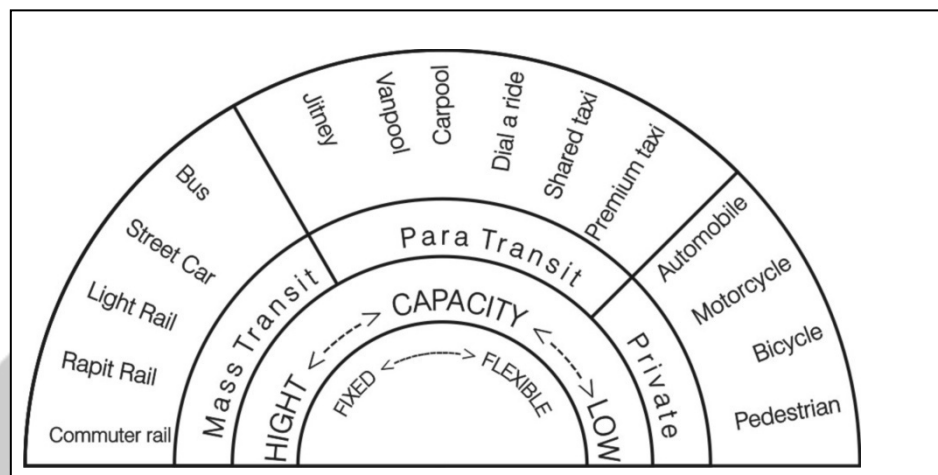 Commuter rail
Rapit Rail
Light Rail
Street Car
Bus
Jitney
Vanpool
Carpool
Dial a ride
Shared taxi
Premium taxi
Automobile
Motorcycle
Bicycle
Pedestrian
Mass Transit
Para Transit
Private
HIGHT
CAPACITY
LOW
FIXED
FLEXIBLE